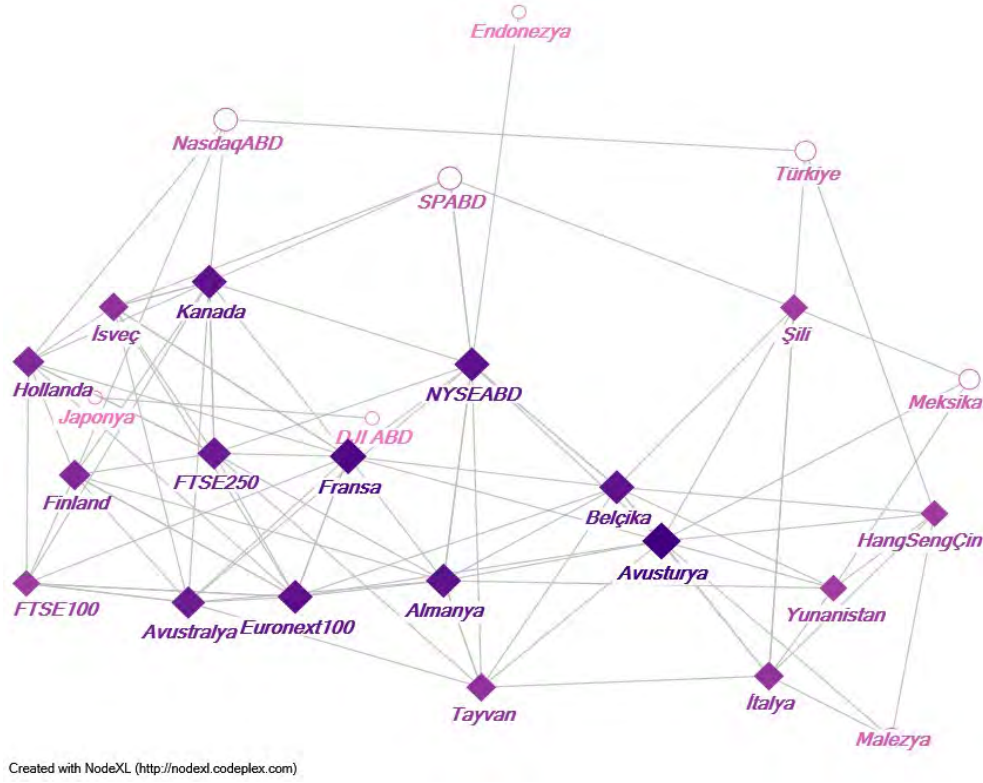 Endonezya
NasdaqABD
Türkiye
SPABD
Kanada
İsveç
Şili
Hollanda
NYSEABD
Meksika
Japonya
DJI ABD
FTSE250
Fransa
Finland
Belçika
HangSengÇin
Avusturya
FTSE100
Almanya
Yunanistan
Avustralya
Euronext100
İtalya
Tayvan
Malezya
Created with NodeXL (http://nodexl.codeplex.com)